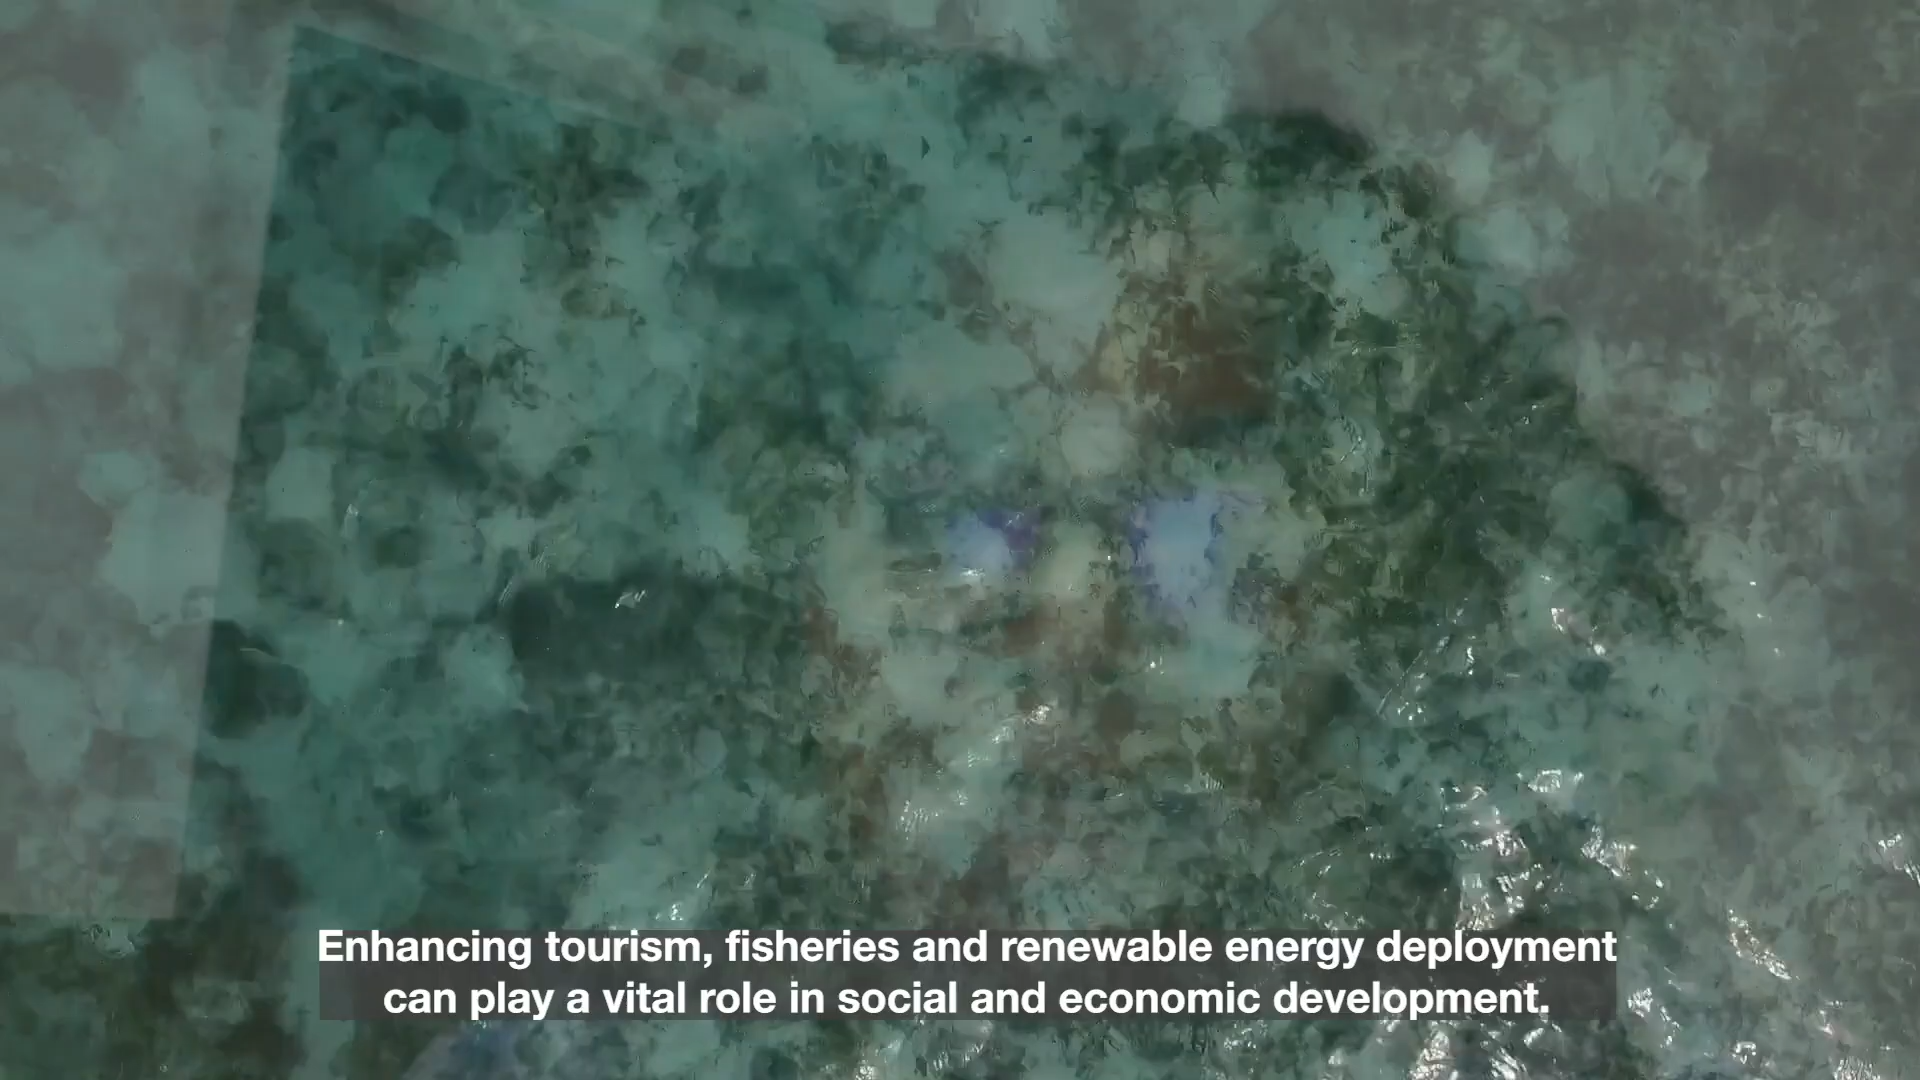 Enhancing tourism, fisheries and renewable energy deployment
can play a vital role in social and economic development.